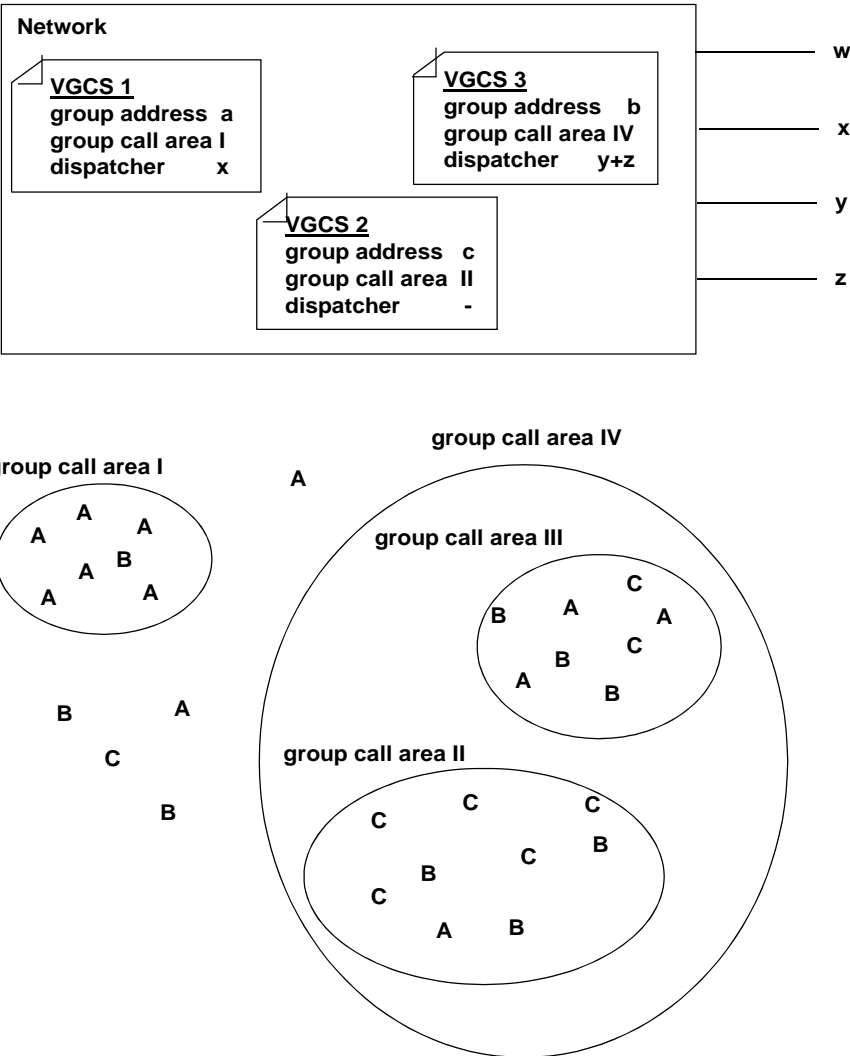 Network
VGCS 1
group address a
group call area I
dispatcher x
VGCS 3
group address b
group call area IV
dispatcher y+z
VGCS 2
group address c
group call area II
dispatcher -
w
x
y
z
group call area IV
group call area I
A
A
A
A
B
A
A
A
group call area III
C
B
A
A
C
B
A
B
B
A
C
B
group call area II
C
C
C
B
C
B
C
A
B